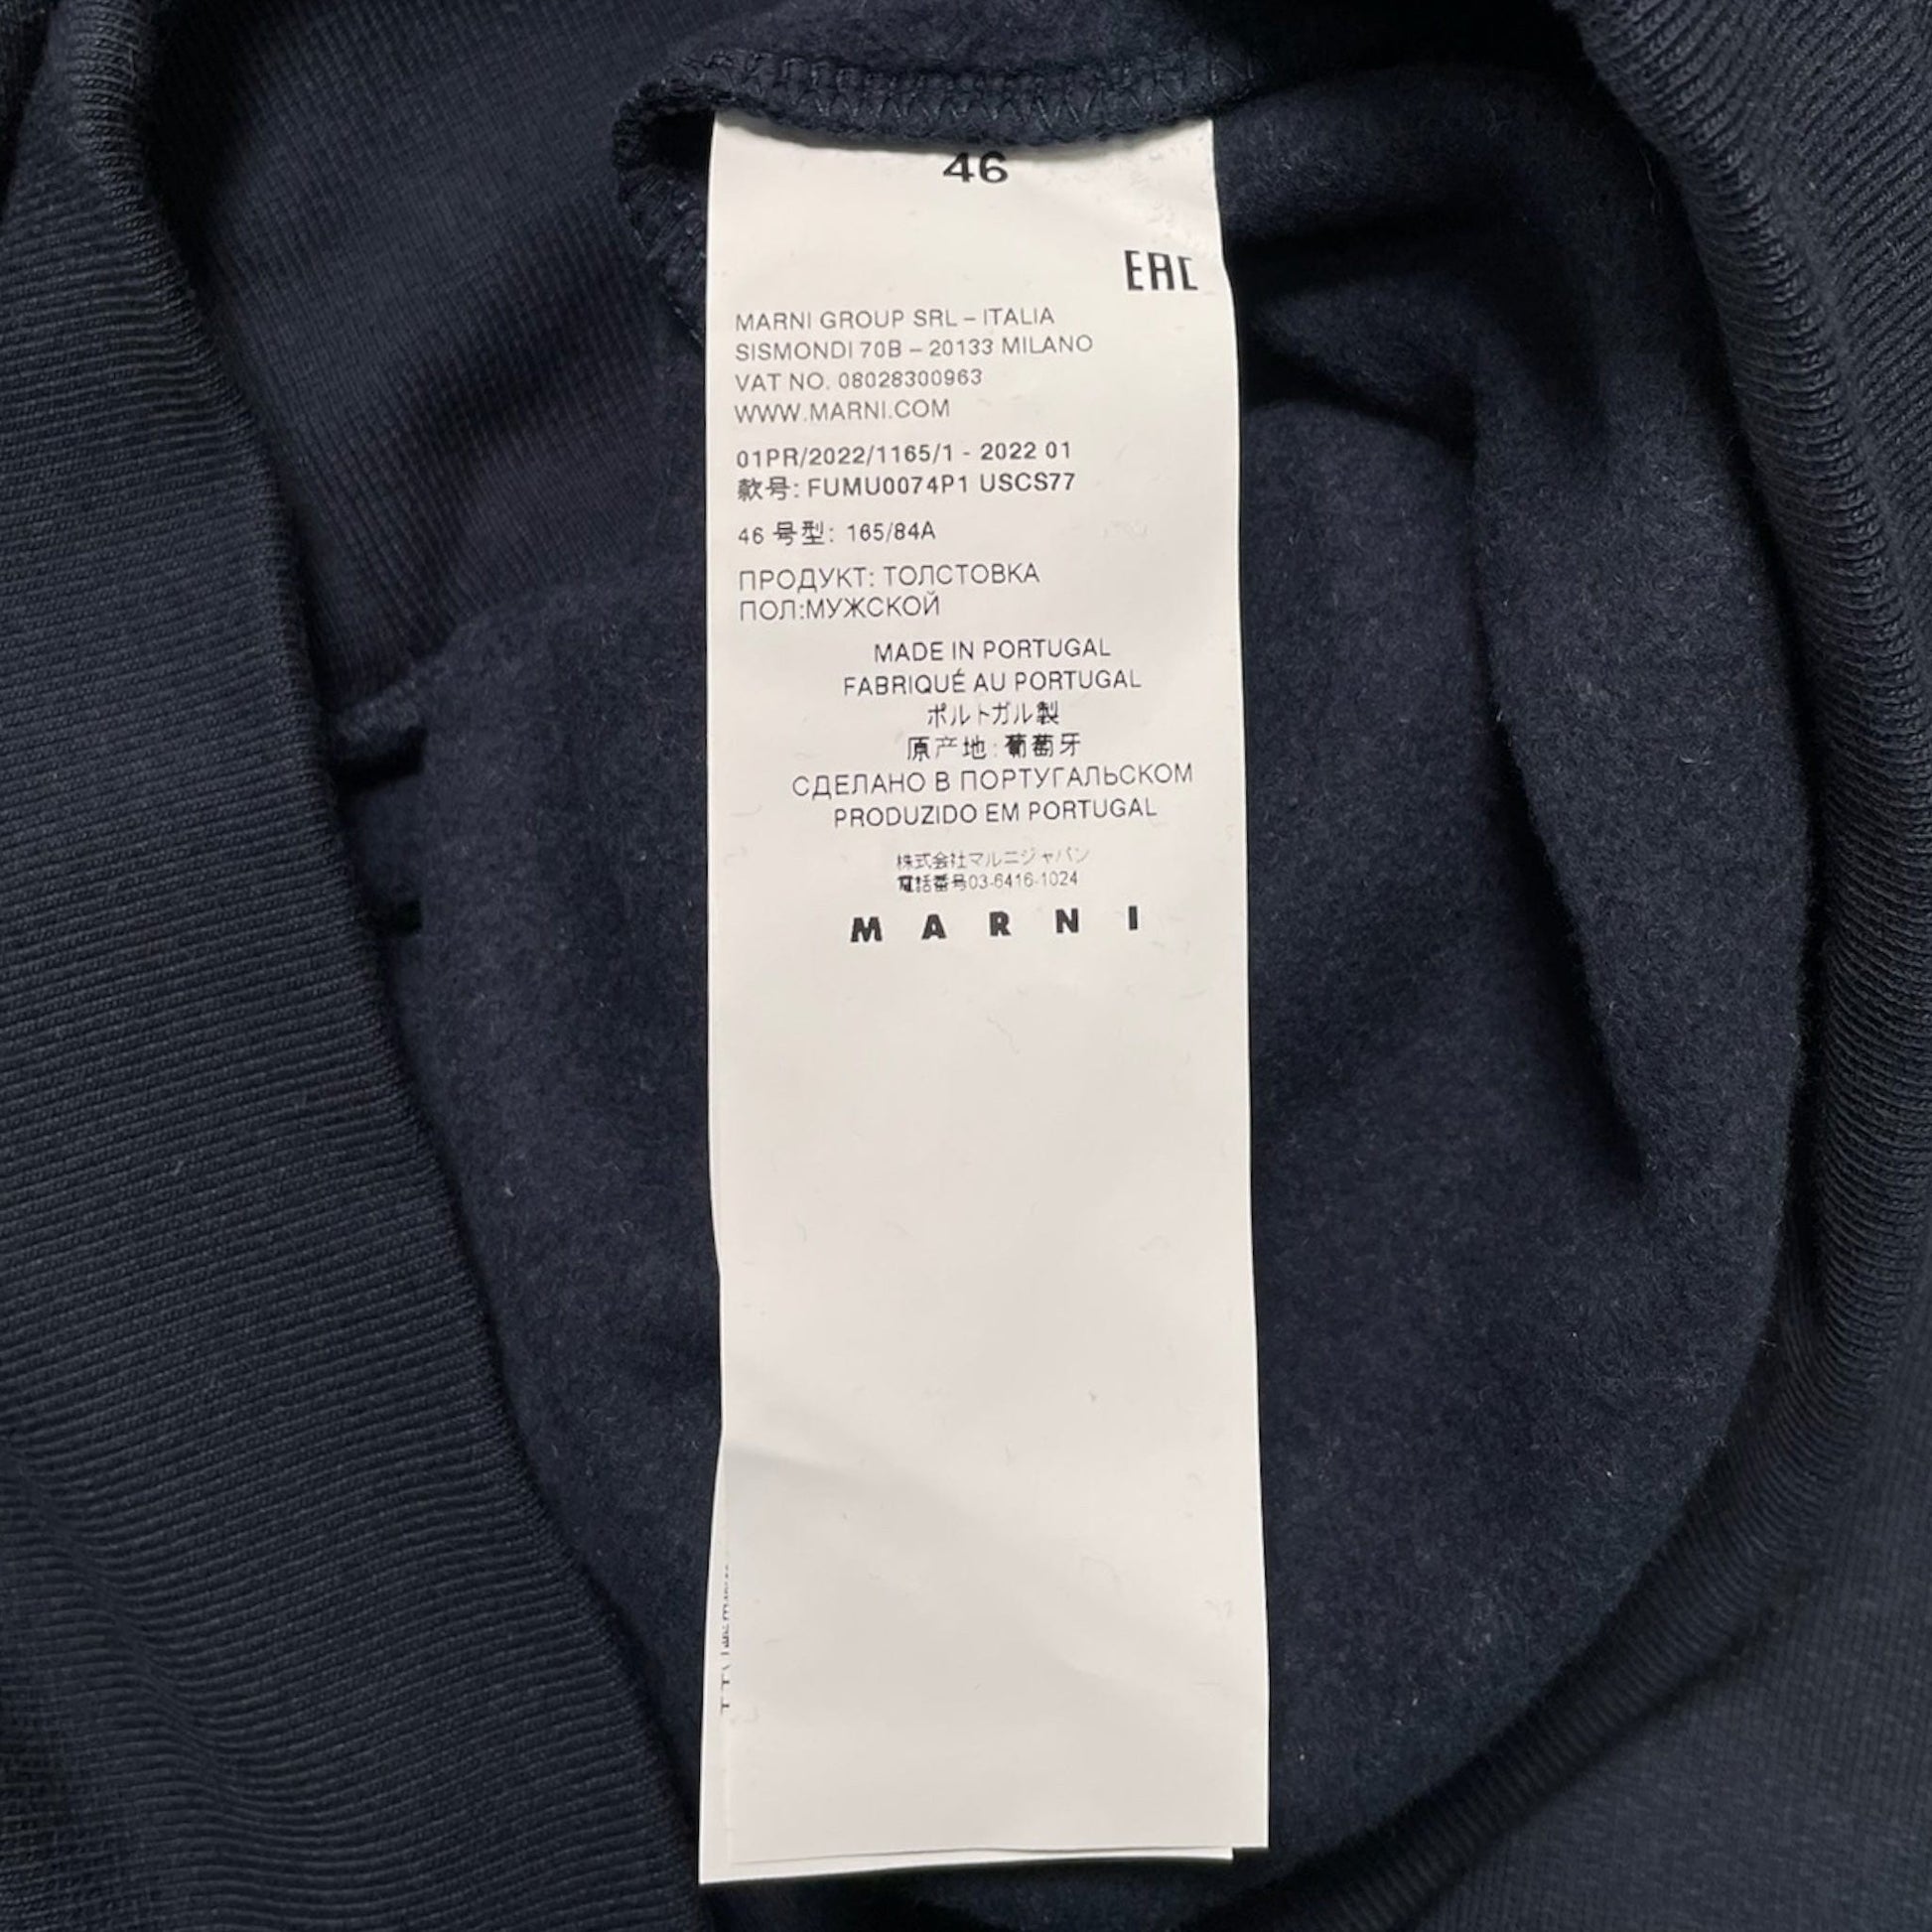 46
EAC
MARNI GROUP SRL – ITALIA
SISMONDI 70B – 20133 MILANO
VAT NO. 08028300963
WWW.MARNI.COM
01PR/2022/1165/1 - 2022 01
款号: FUMU0074P1 USCS77
46 号型: 165/84A
ПРОДУКТ: ТОЛСТОВКА
ПОЛ:МУЖСКОЙ
MADE IN PORTUGAL
FABRIQUÉ AU PORTUGAL
ポルトガル製
原产地: 葡萄牙
СДЕЛАНО В ПОРТУГАЛЬСКОМ
PRODUZIDO EM PORTUGAL
株式会社マルニジャパン
電話番号03-6416-1024
MARNI